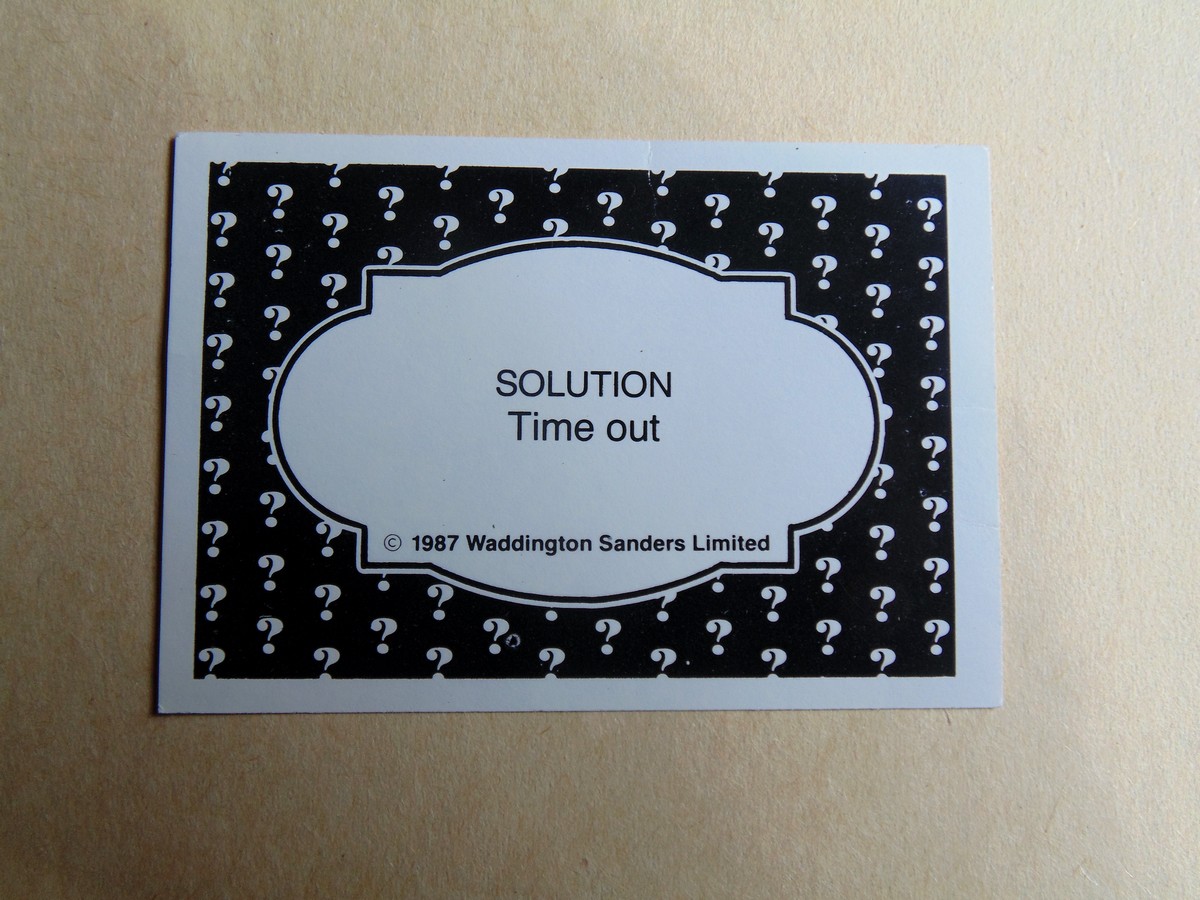 SOLUTION
Time out
© 1987 Waddington Sanders Limited